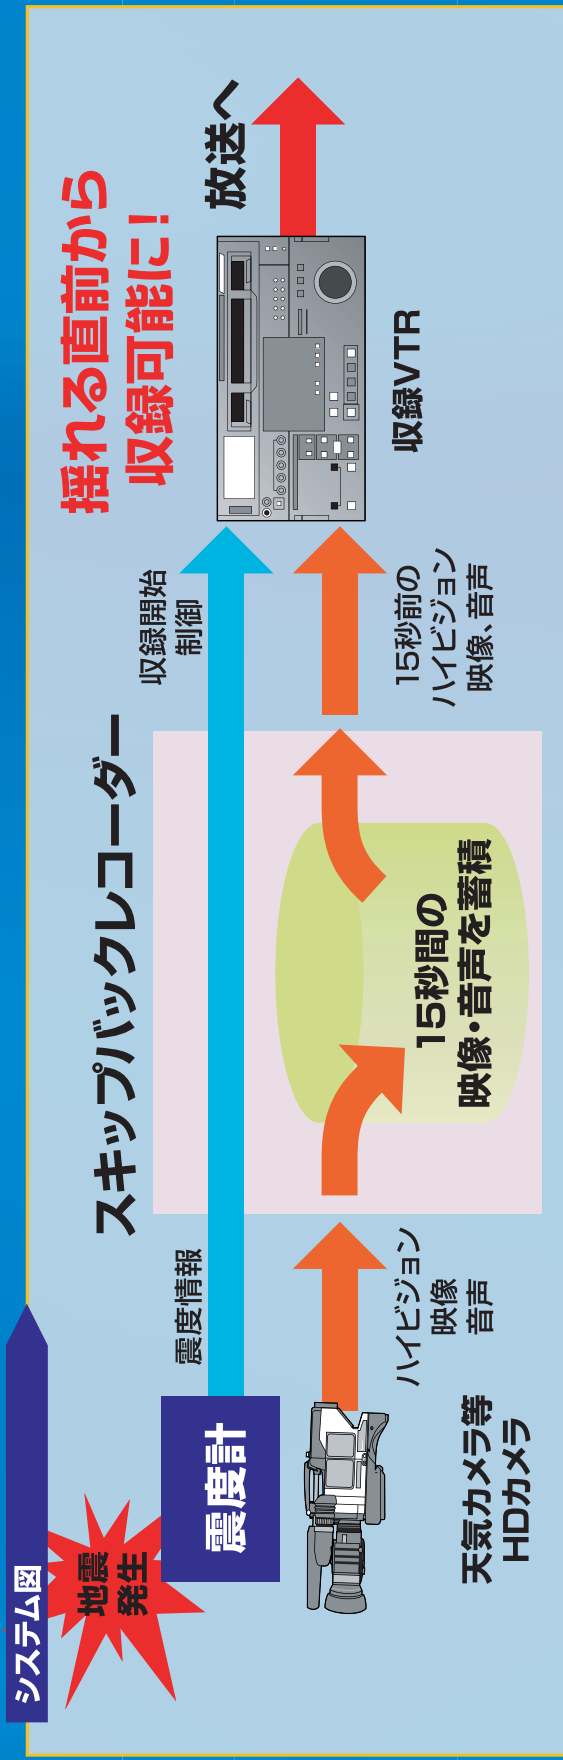 システム図
地震
発生
震度計
震度情報
天気カメラ等
HDカメラ
ハイビジョン
映像
音声
スキップバックレコーダー
15秒間の
映像・音声を蓄積
収録開始
制御
15秒前の
ハイビジョン
映像、音声
揺れる直前から
収録可能に!
収録VTR
放送へ